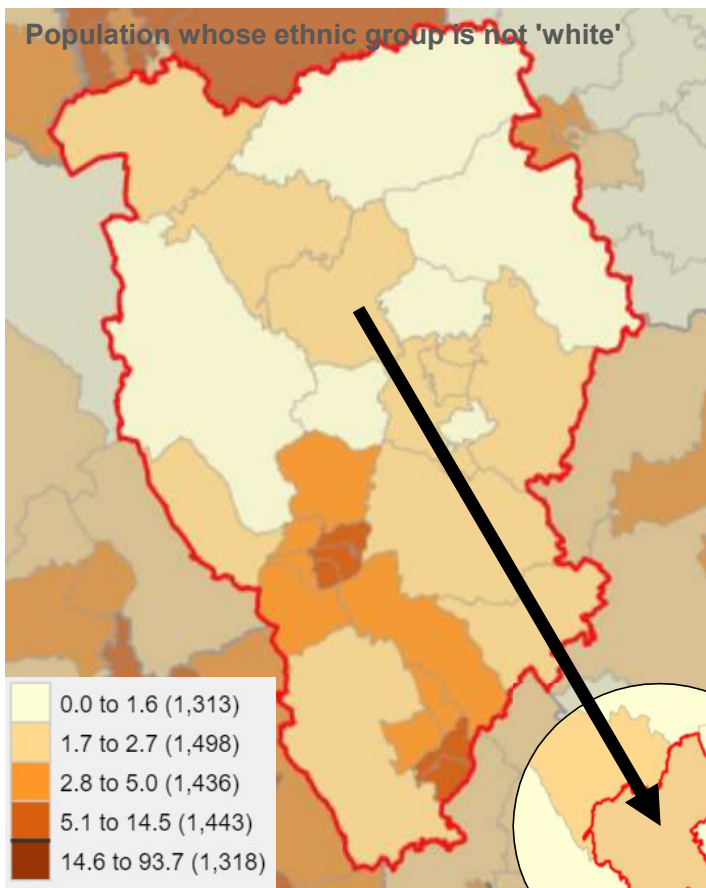 Population whose ethnic group is not 'white'
0.0 to 1.6 (1,313)
1.7 to 2.7 (1,498)
2.8 to 5.0 (1,436)
5.1 to 14.5 (1,443)
14.6 to 93.7 (1,318)